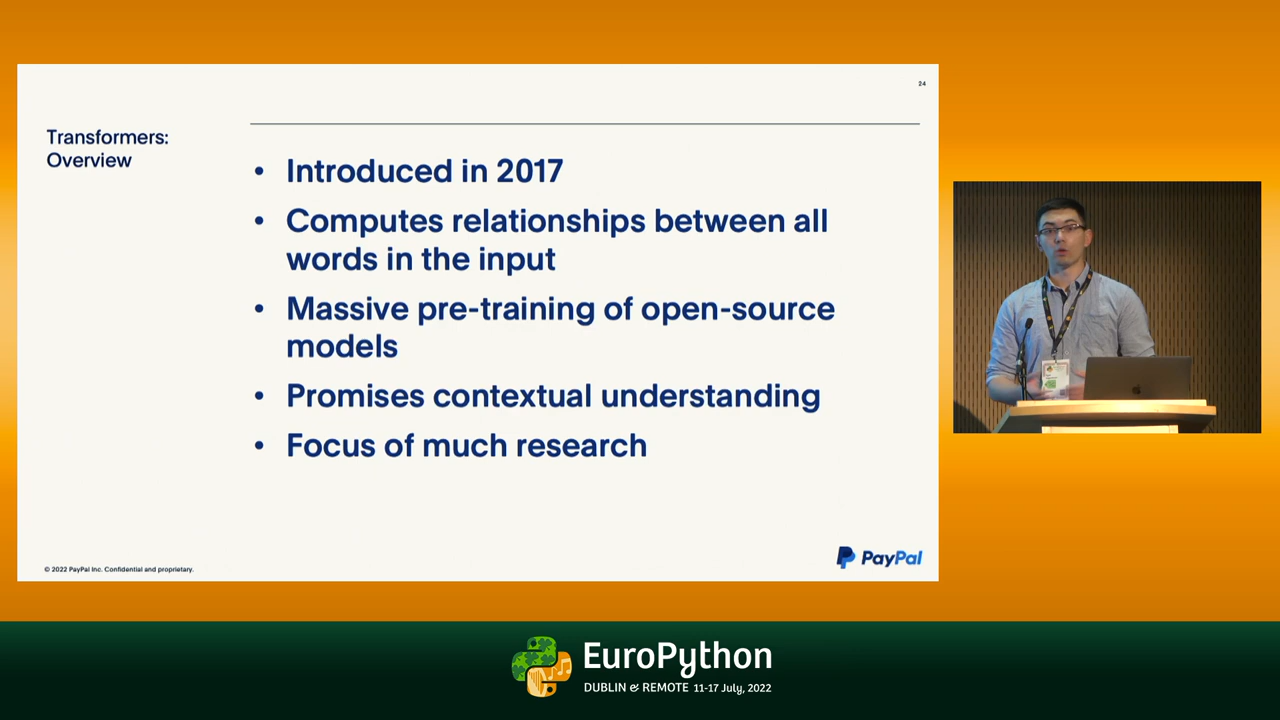 24
Transformers:
Overview
• Introduced in 2017
• Computes relationships between all
words in the input
• Massive pre-training of open-source
models
• Promises contextual understanding
• Focus of much research
© 2022 PayPal Inc. Confidential and proprietary.
PayPal
EuroPython
DUBLIN & REMOTE 11-17 July, 2022